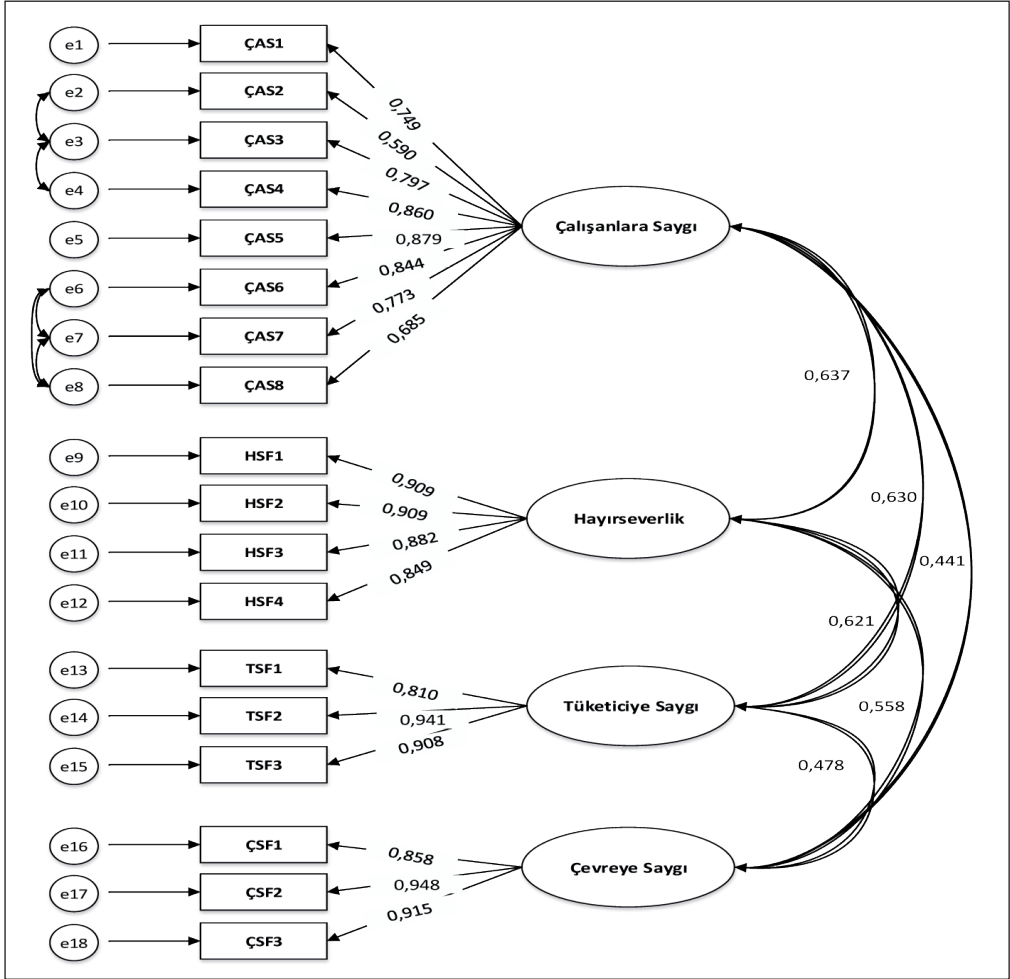 e1 ÇAS1
e2 ÇAS2
e3 ÇAS3
e4 ÇAS4
e5 ÇAS5
e6 ÇAS6
e7 ÇAS7
e8 ÇAS8
0,749
0,590
0,797
0,860
0,879
0,844
0,773
0,685
Çalışanlara Saygı
e9 HSF1
e10 HSF2
e11 HSF3
e12 HSF4
0,909
0,909
0,882
0,849
Hayırseverlik
e13 TSF1
e14 TSF2
e15 TSF3
0,810
0,941
0,908
Tüketiciye Saygı
e16 ÇSF1
e17 ÇSF2
e18 ÇSF3
0,858
0,948
0,915
Çevreye Saygı
0,637
0,630
0,441
0,621
0,558
0,478